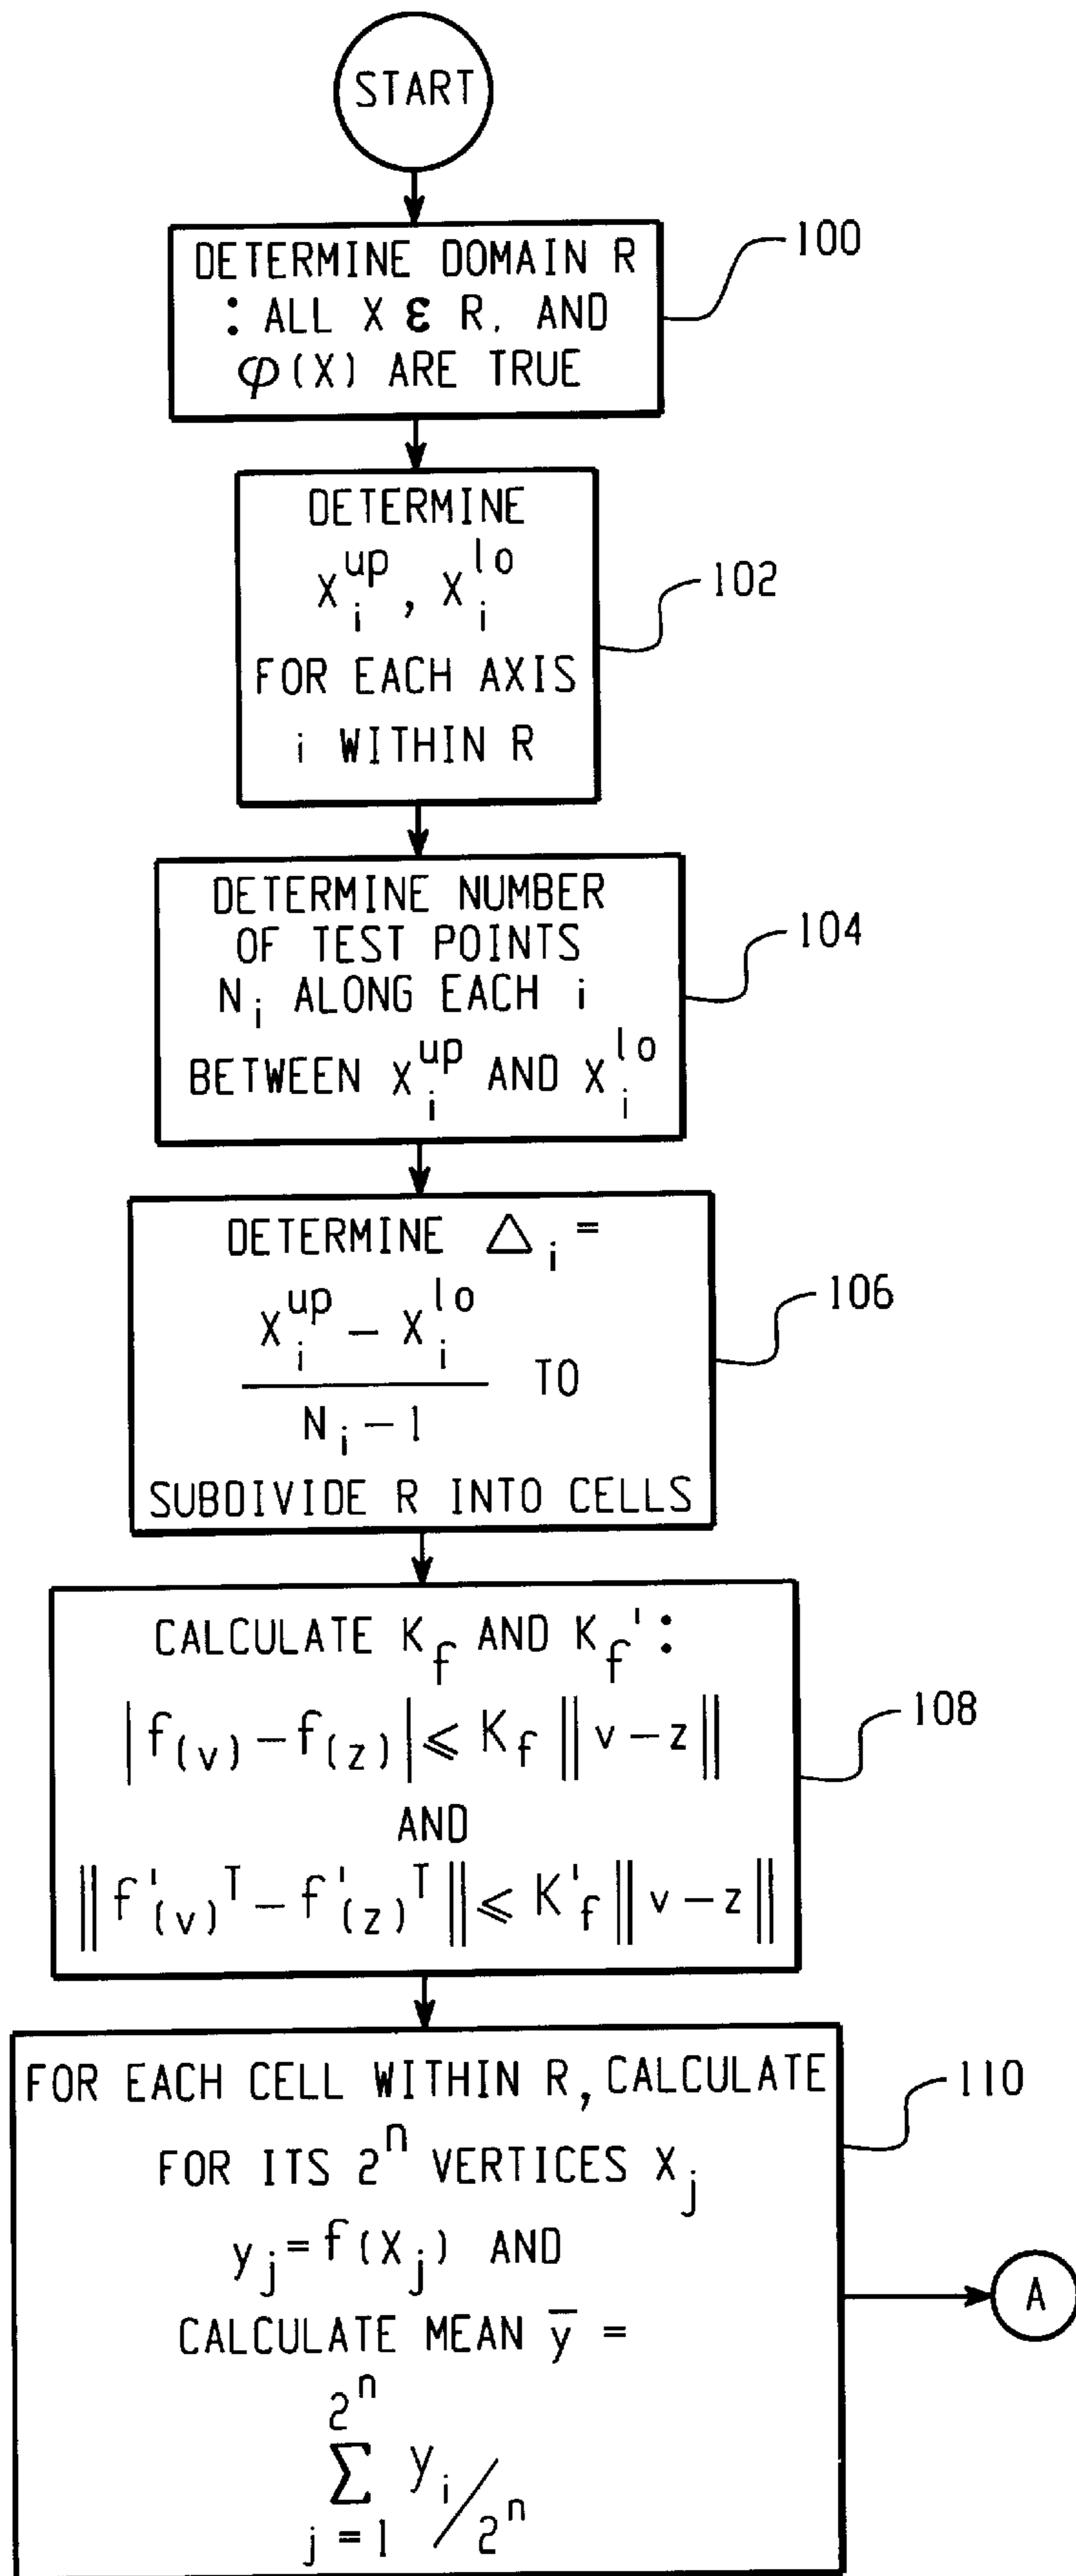 START
DETERMINE DOMAIN R
: ALL X ε R, AND
φ(X) ARE TRUE
100
DETERMINE
X_i^up, X_i^lo
FOR EACH AXIS
i WITHIN R
102
DETERMINE NUMBER
OF TEST POINTS
N_i ALONG EACH i
BETWEEN X_i^up AND X_i^lo
104
DETERMINE △_i =
X_i^up − X_i^lo
N_i − 1 TO
SUBDIVIDE R INTO CELLS
106
CALCULATE K_f AND K_f':
|f(v) − f(z)| ⩽ K_f ‖v − z‖
AND
‖f'(v)^T − f'(z)^T‖ ⩽ K'_f ‖v − z‖
108
FOR EACH CELL WITHIN R, CALCULATE
FOR ITS 2^n VERTICES X_j
y_j = f(X_j) AND
CALCULATE MEAN y̅ =
2^n
∑ y_i/2^n
j = 1
110
A